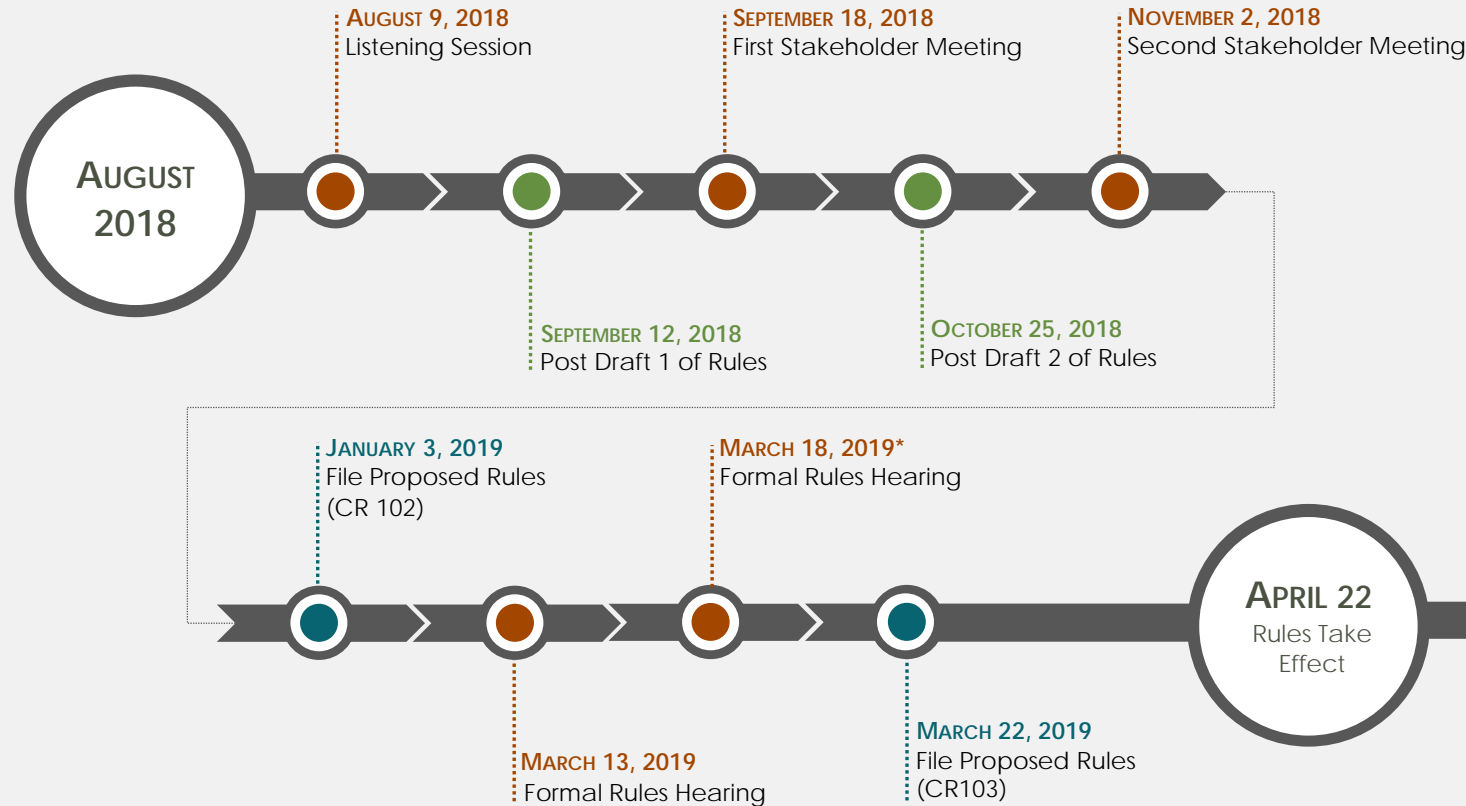 AUGUST 9, 2018
Listening Session
SEPTEMBER 18, 2018
First Stakeholder Meeting
NOVEMBER 2, 2018
Second Stakeholder Meeting
AUGUST
2018
SEPTEMBER 12, 2018
Post Draft 1 of Rules
OCTOBER 25, 2018
Post Draft 2 of Rules
JANUARY 3, 2019
File Proposed Rules
(CR 102)
MARCH 18, 2019*
Formal Rules Hearing
MARCH 13, 2019
Formal Rules Hearing
MARCH 22, 2019
File Proposed Rules
(CR103)
APRIL 22
Rules Take
Effect